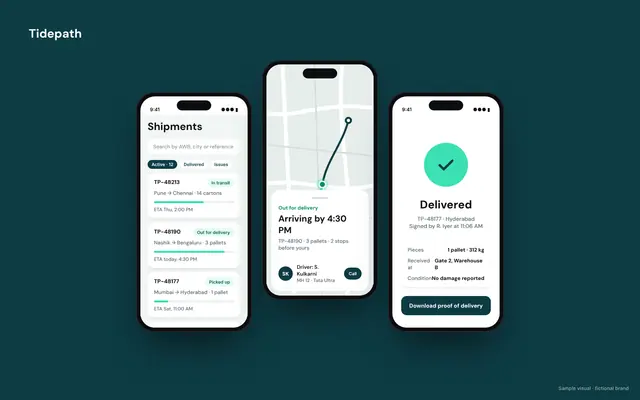 Tidepath
9:41
Shipments
Search by AWB, city or reference
Active · 12
Delivered
Issues
TP-48213
In transit
Pune → Chennai · 14 cartons
ETA Thu, 2:00 PM
TP-48190
Out for delivery
Nashik → Bengaluru · 3 pallets
ETA today 4:30 PM
TP-48177
Picked up
Mumbai → Hyderabad · 1 pallet
ETA Sat, 11:00 AM
Out for delivery
Arriving by 4:30
PM
TP-48190 · 3 pallets · 2 stops
before yours
SK
Driver: S.
Kulkarni
MH 12 · Tata Ultra
Call
9:41
Delivered
TP-48177 · Hyderabad
Signed by R. Iyer at 11:06 AM
Pieces
1 pallet · 312 kg
Received
at
Gate 2, Warehouse
B
Condition
No damage reported
Download proof of delivery
Sample visual · fictional brand